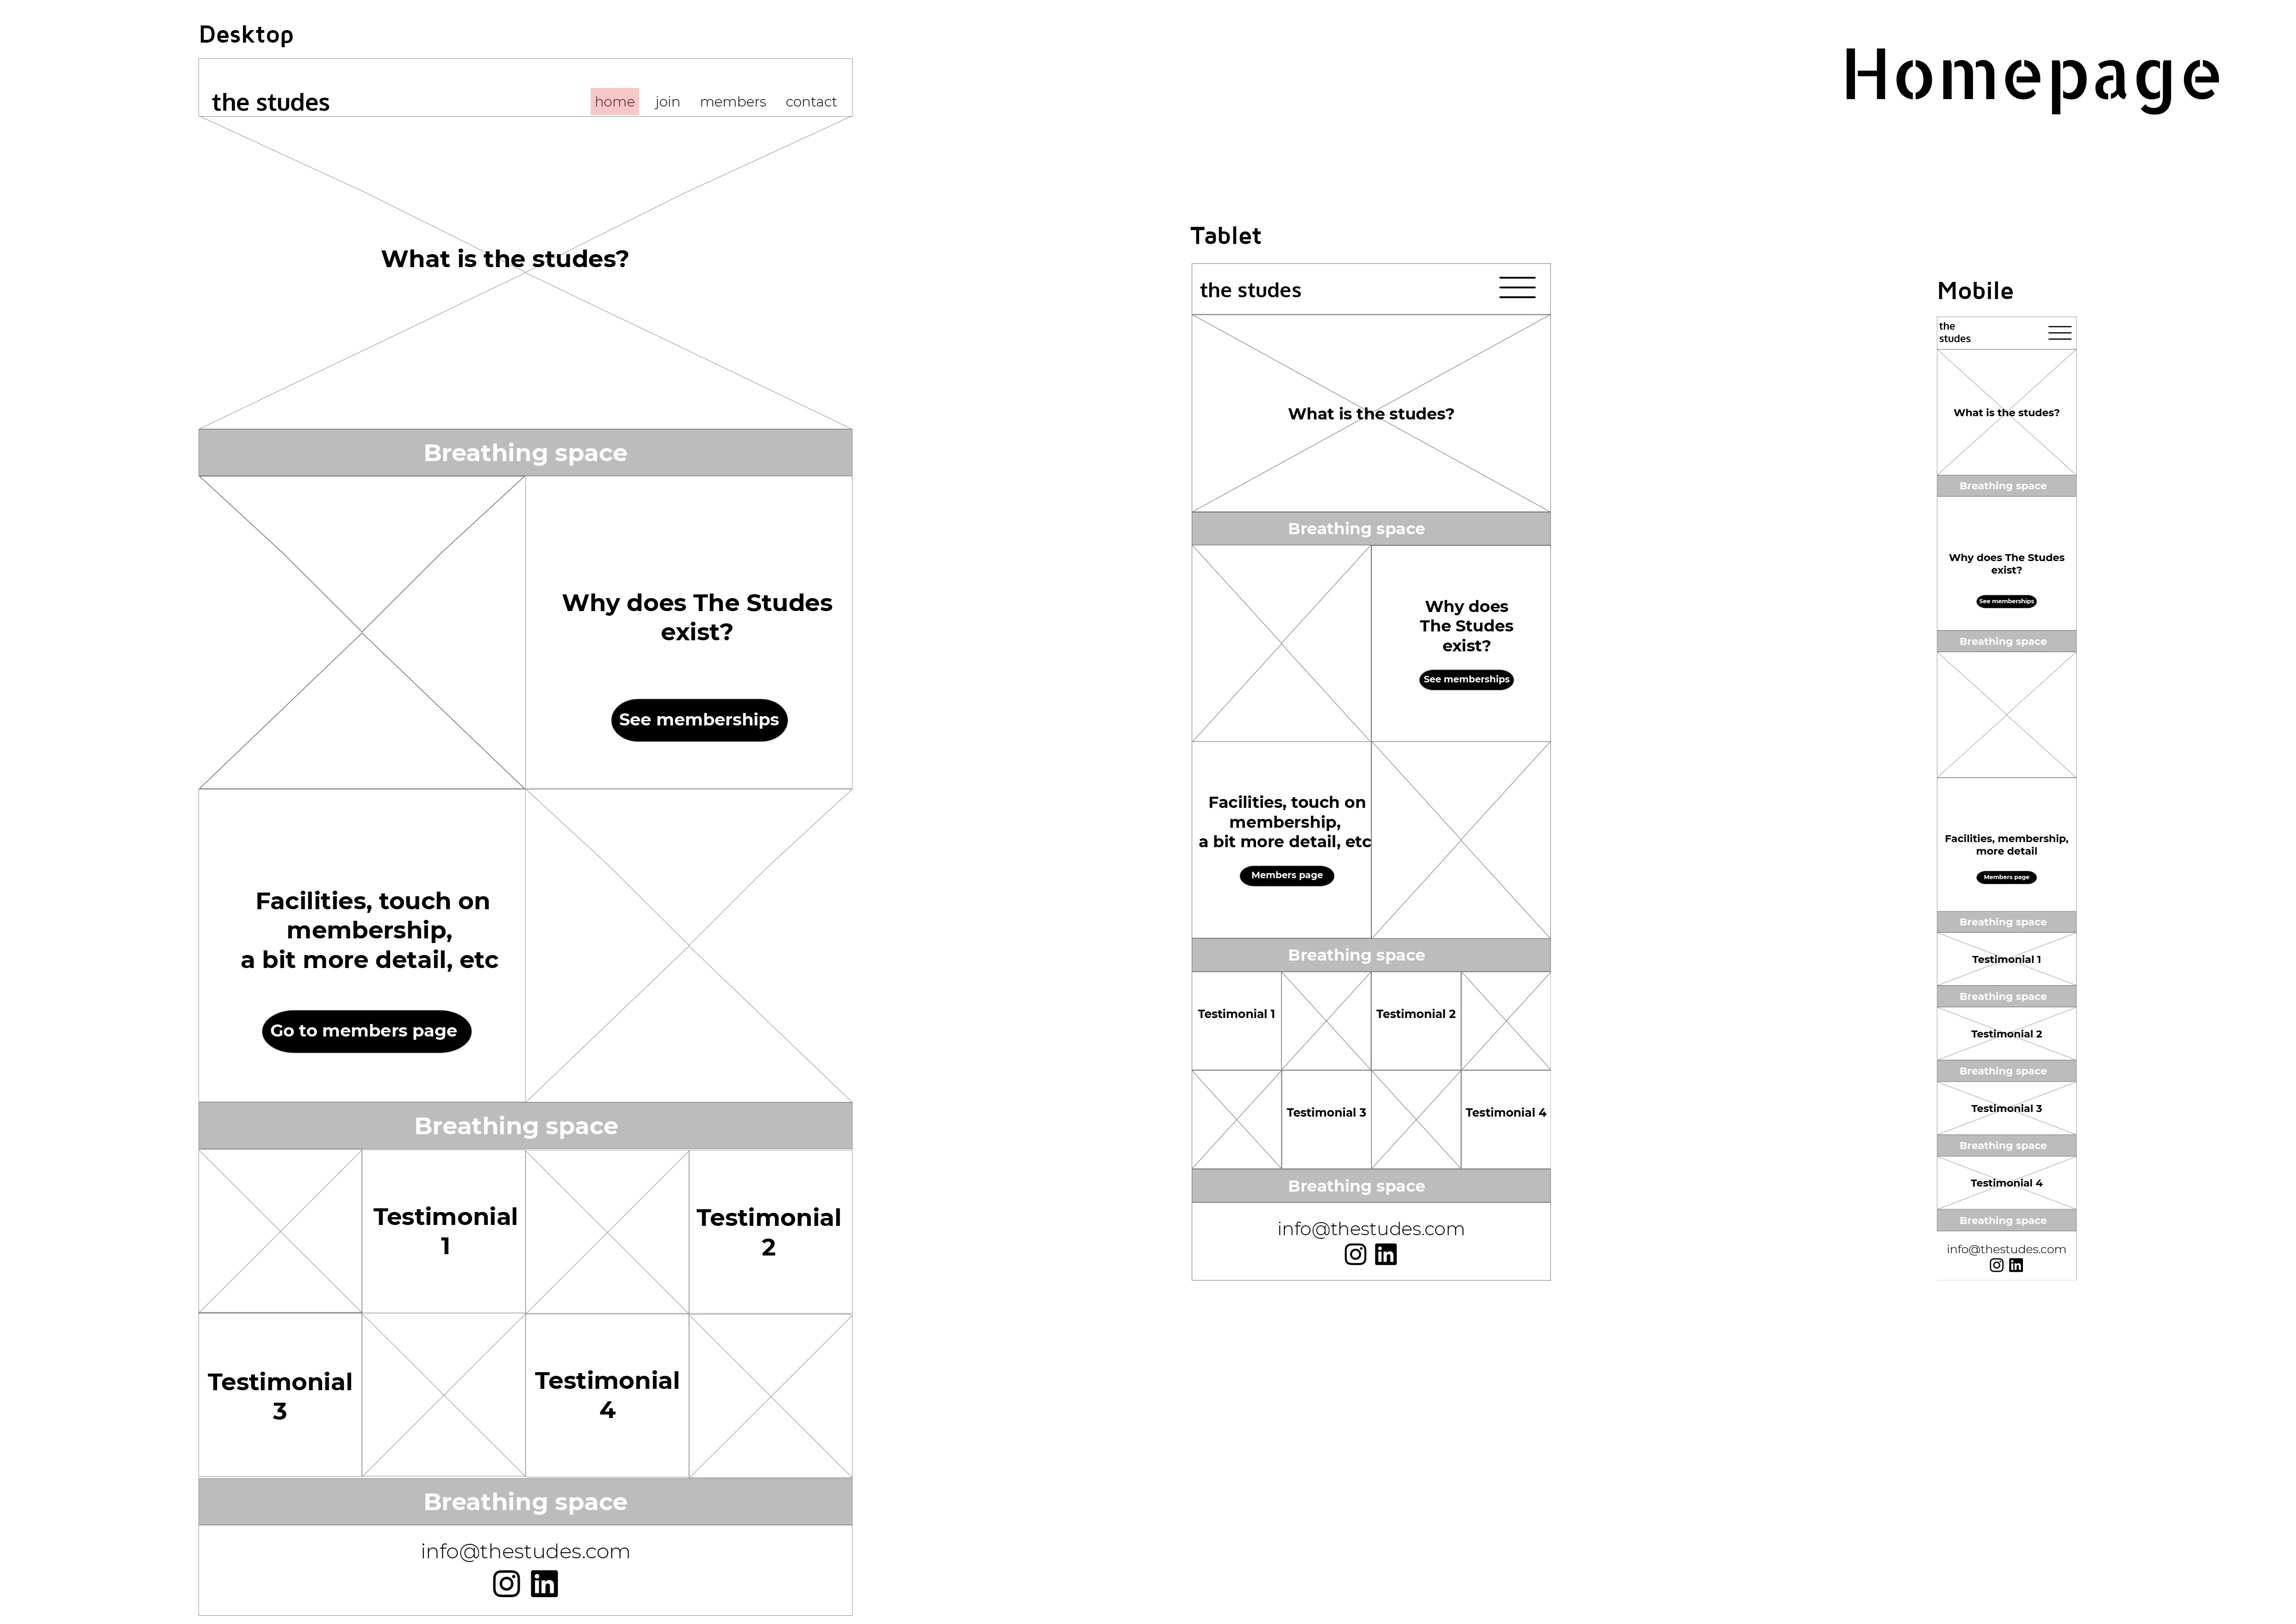 Homepage
Desktop
the studes
home join members contact
What is the studes?
Breathing space
Why does The Studes
exist?
See memberships
Facilities, touch on
membership,
a bit more detail, etc
Go to members page
Breathing space
Testimonial
1
Testimonial
2
Testimonial
3
Testimonial
4
Breathing space
info@thestudes.com
in
Tablet
the studes
What is the studes?
Breathing space
Why does
The Studes
exist?
See memberships
Facilities, touch on
membership,
a bit more detail, etc
Members page
Breathing space
Testimonial 1
Testimonial 2
Testimonial 3
Testimonial 4
Breathing space
info@thestudes.com
in
Mobile
the
studes
What is the studes?
Breathing space
Why does The Studes
exist?
See memberships
Breathing space
Facilities, membership,
more detail
Members page
Breathing space
Testimonial 1
Breathing space
Testimonial 2
Breathing space
Testimonial 3
Breathing space
Testimonial 4
Breathing space
info@thestudes.com
in